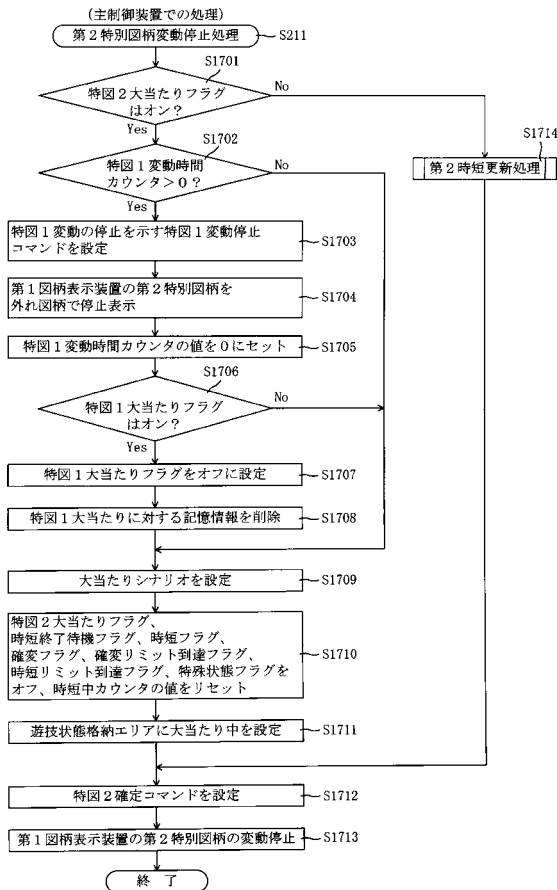 (主制御装置での処理)
第2特別図柄変動停止処理
S211
S1701
特図2大当たりフラグ
はオン?
No
Yes
S1714
第2時短更新処理
S1702
特図1変動時間
カウンタ>0?
No
Yes
特図1変動の停止を示す特図1変動停止
コマンドを設定
S1703
第1図柄表示装置の第2特別図柄を
外れ図柄で停止表示
S1704
特図1変動時間カウンタの値を0にセット
S1705
S1706
特図1大当たりフラグ
はオン?
No
Yes
特図1大当たりフラグをオフに設定
S1707
特図1大当たりに対する記憶情報を削除
S1708
大当たりシナリオを設定
S1709
特図2大当たりフラグ、
時短終了待機フラグ、時短フラグ、
確変フラグ、確変リミット到達フラグ、
時短リミット到達フラグ、特殊状態フラグを
オフ、時短中カウンタの値をリセット
S1710
遊技状態格納エリアに大当たり中を設定
S1711
特図2確定コマンドを設定
S1712
第1図柄表示装置の第2特別図柄の変動停止
S1713
終 了